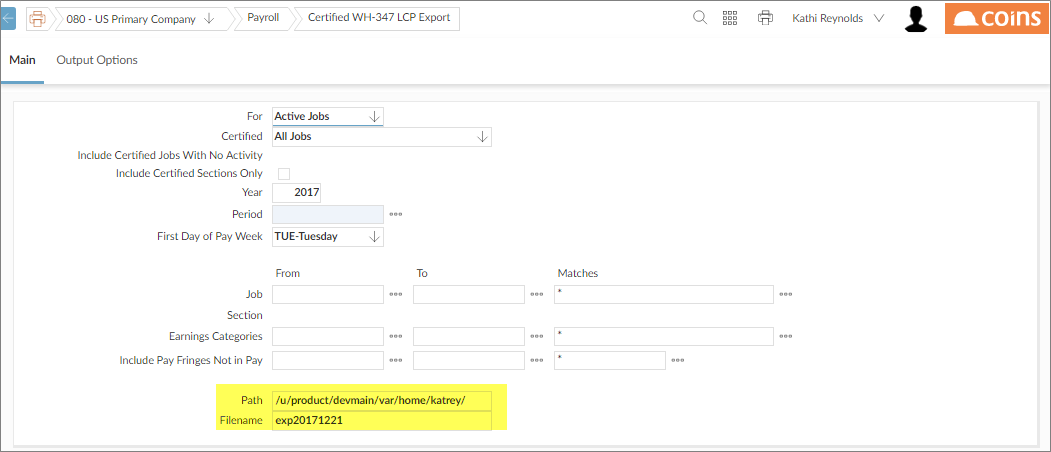 080 - US Primary Company Payroll Certified WH-347 LCP Export Kathi Reynolds coins
Main Output Options
For Active Jobs
Certified All Jobs
Include Certified Jobs With No Activity
Include Certified Sections Only
Year 2017
Period
First Day of Pay Week TUE-Tuesday
From To Matches
Job *
Section
Earnings Categories *
Include Pay Fringes Not in Pay *
Path /u/product/devmain/var/home/katrey/
Filename exp20171221